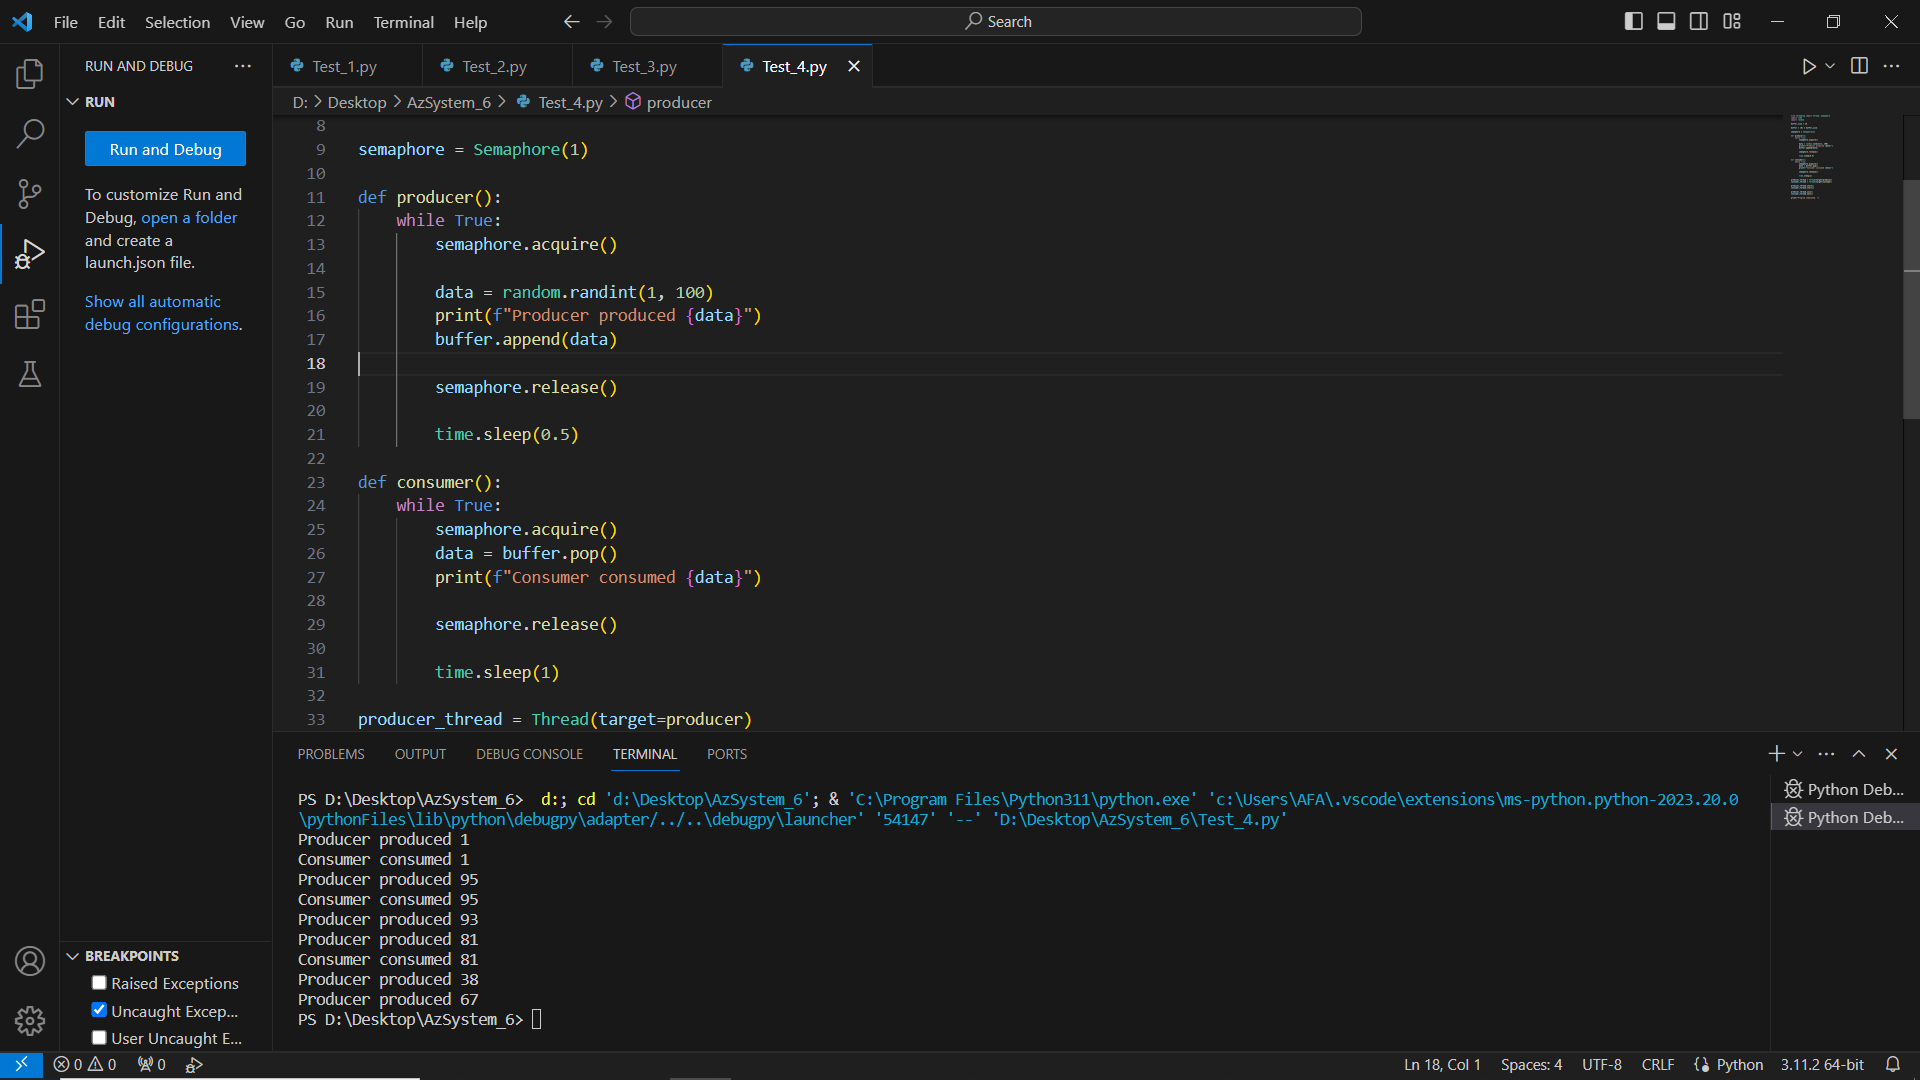 File Edit Selection View Go Run Terminal Help
Search
RUN AND DEBUG
RUN
Run and Debug
To customize Run and
Debug, open a folder
and create a
launch.json file.
Show all automatic
debug configurations.
Test_1.py
Test_2.py
Test_3.py
Test_4.py
D: > Desktop > AzSystem_6 > Test_4.py > producer
8
9 semaphore = Semaphore(1)
10
11 def producer():
12 while True:
13 semaphore.acquire()
14
15 data = random.randint(1, 100)
16 print(f"Producer produced {data}")
17 buffer.append(data)
18
19 semaphore.release()
20
21 time.sleep(0.5)
22
23 def consumer():
24 while True:
25 semaphore.acquire()
26 data = buffer.pop()
27 print(f"Consumer consumed {data}")
28
29 semaphore.release()
30
31 time.sleep(1)
32
33 producer_thread = Thread(target=producer)
PROBLEMS OUTPUT DEBUG CONSOLE TERMINAL PORTS
PS D:\Desktop\AzSystem_6> d:; cd 'd:\Desktop\AzSystem_6'; & 'C:\Program Files\Python311\python.exe' 'c:\Users\AFA\.vscode\extensions\ms-python.python-2023.20.0
\pythonFiles\lib\python\debugpy\adapter/../..\debugpy\launcher' '54147' '--' 'D:\Desktop\AzSystem_6\Test_4.py'
Producer produced 1
Consumer consumed 1
Producer produced 95
Consumer consumed 95
Producer produced 93
Producer produced 81
Consumer consumed 81
Producer produced 38
Producer produced 67
PS D:\Desktop\AzSystem_6>
Python Deb...
Python Deb...
BREAKPOINTS
Raised Exceptions
Uncaught Excep...
User Uncaught E...
0 0 0
Ln 18, Col 1 Spaces: 4 UTF-8 CRLF Python 3.11.2 64-bit